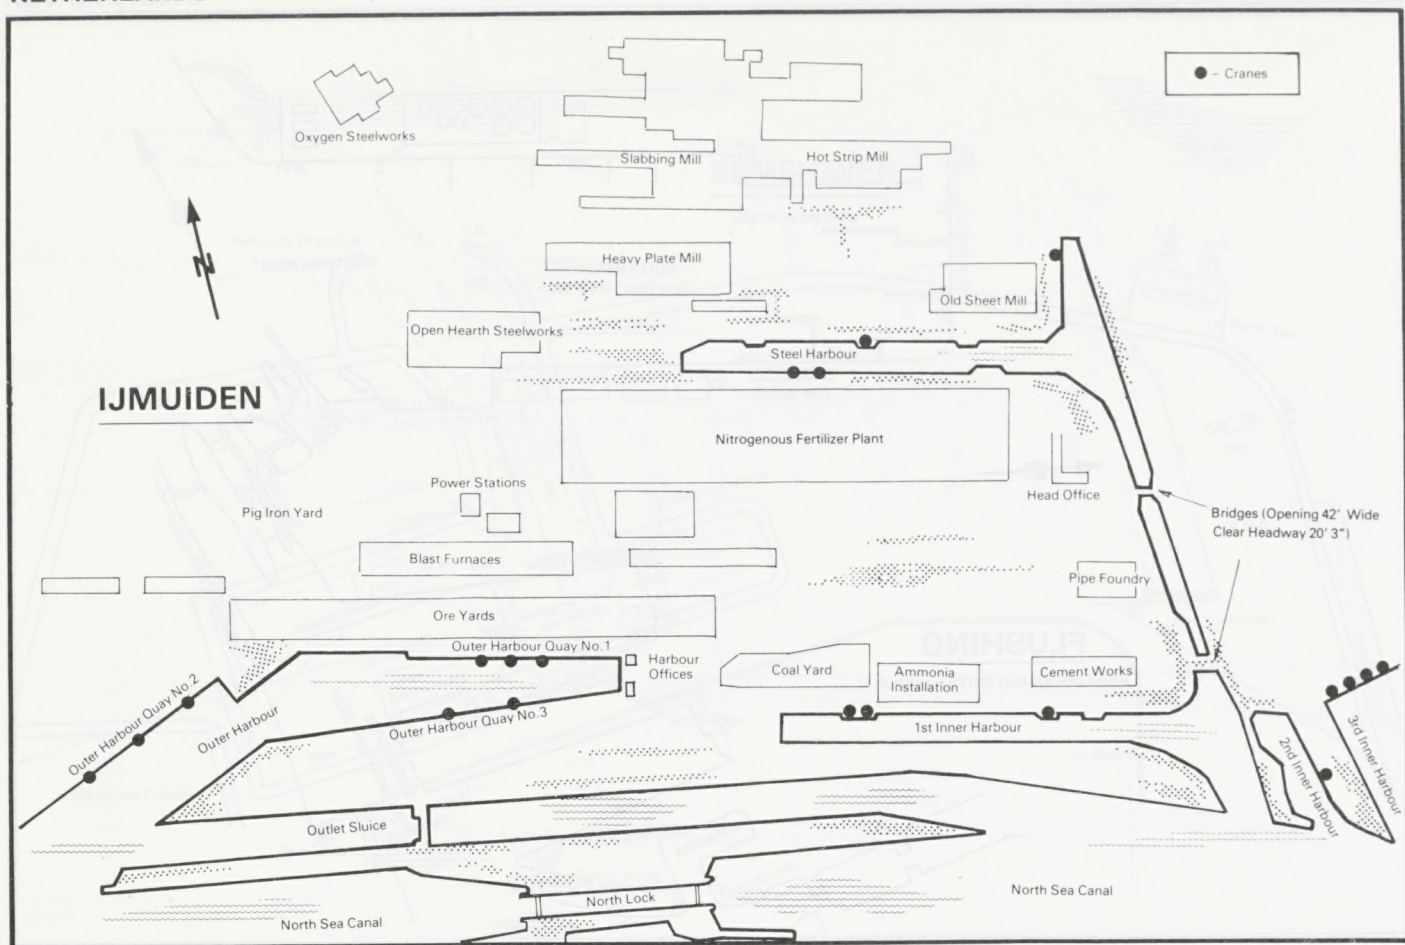 NETHERLANDS
– Cranes
Oxygen Steelworks
Slabbing Mill
Hot Strip Mill
N
Heavy Plate Mill
Old Sheet Mill
Open Hearth Steelworks
Steel Harbour
IJMUIDEN
Nitrogenous Fertilizer Plant
Power Stations
Head Office
Pig Iron Yard
Bridges (Opening 42' Wide
Clear Headway 20' 3")
Blast Furnaces
Pipe Foundry
Ore Yards
Outer Harbour Quay No.1
Harbour
Offices
Coal Yard
Ammonia
Installation
Cement Works
Outer Harbour Quay No.2
Outer Harbour
Outer Harbour Quay No.3
1st Inner Harbour
2nd Inner Harbour
3rd Inner Harbour
Outlet Sluice
North Lock
North Sea Canal
North Sea Canal
FLUSHING